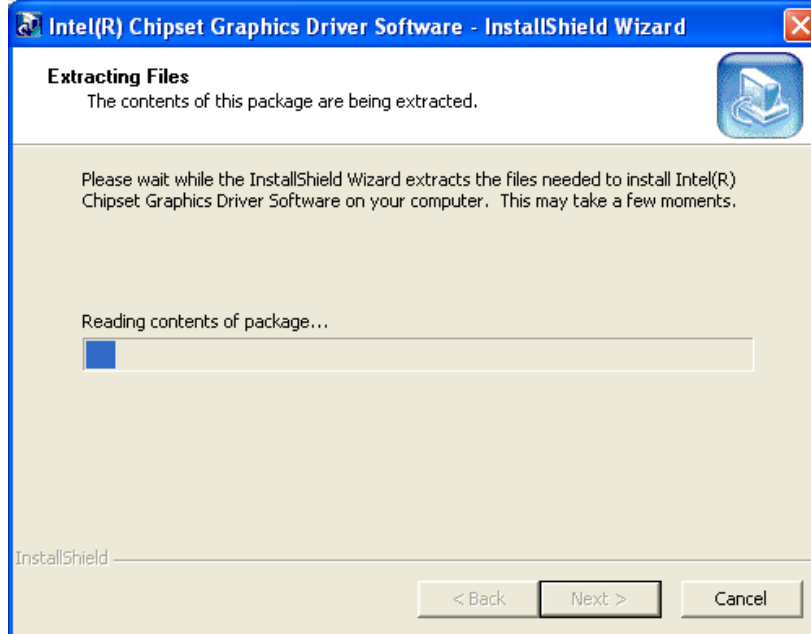 Intel(R) Chipset Graphics Driver Software - InstallShield Wizard
Extracting Files
The contents of this package are being extracted.
Please wait while the InstallShield Wizard extracts the files needed to install Intel(R)
Chipset Graphics Driver Software on your computer.  This may take a few moments.
Reading contents of package...
InstallShield
< Back
Next >
Cancel